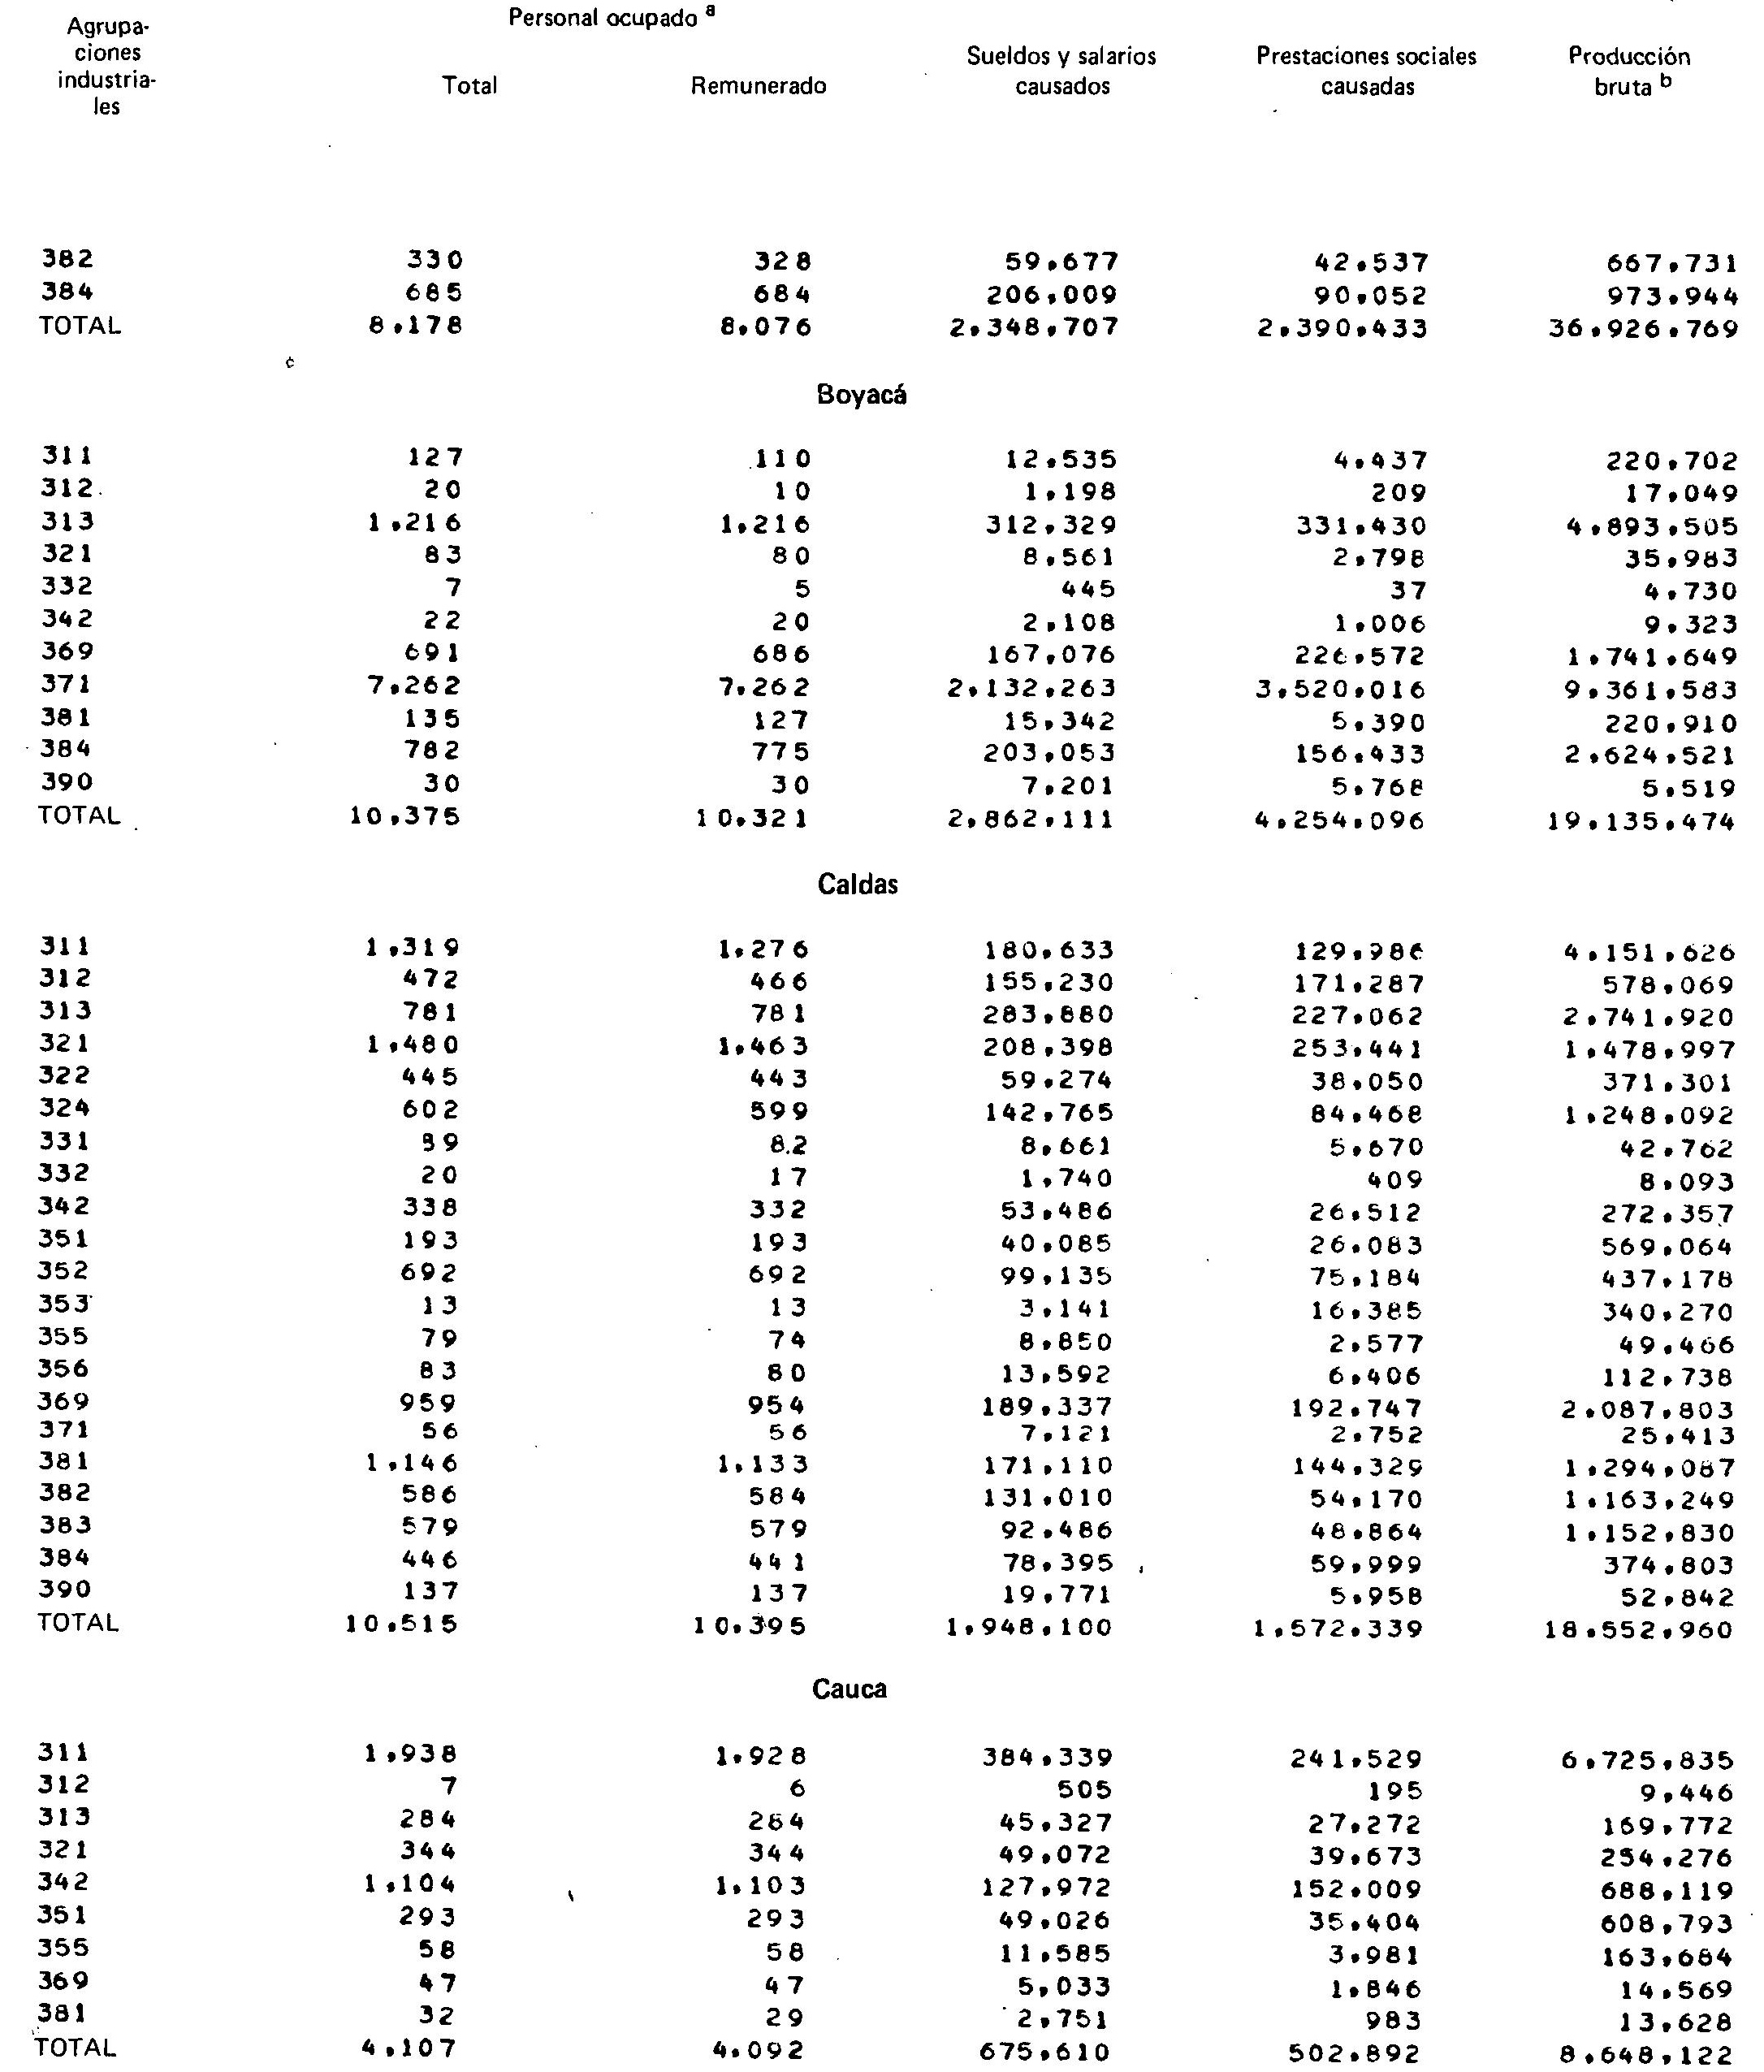 Agrupa-
ciones
industria-
les
Personal ocupado a
Total Remunerado
Sueldos y salarios
causados
Prestaciones sociales
causadas
Producción
bruta b
382 330 328 59,677 42,537 667,731
384 685 684 206,009 90,052 973,944
TOTAL 8,178 8,076 2,348,707 2,390,433 36,926,769
Boyacá
311 127 110 12,535 4,437 220,702
312 20 10 1,198 209 17,049
313 1,216 1,216 312,329 331,430 4,893,505
321 83 80 8,561 2,798 35,983
332 7 5 445 37 4,730
342 22 20 2,108 1,006 9,323
369 691 686 167,076 226,572 1,741,649
371 7,262 7,262 2,132,263 3,520,016 9,361,583
381 135 127 15,342 5,390 220,910
384 782 775 203,053 156,433 2,624,521
390 30 30 7,201 5,768 5,519
TOTAL 10,375 10,321 2,862,111 4,254,096 19,135,474
Caldas
311 1,319 1,276 180,633 129,986 4,151,626
312 472 466 155,230 171,287 578,069
313 781 781 283,880 227,062 2,741,920
321 1,480 1,463 208,398 253,441 1,478,997
322 445 443 59,274 38,050 371,301
324 602 599 142,765 84,468 1,248,092
331 89 82 8,661 5,670 42,762
332 20 17 1,740 409 8,093
342 338 332 53,486 26,512 272,357
351 193 193 40,085 26,083 569,064
352 692 692 99,135 75,184 437,178
353 13 13 3,141 16,385 340,270
355 79 74 8,850 2,577 49,466
356 83 80 13,592 6,406 112,738
369 959 954 189,337 192,747 2,087,803
371 56 56 7,121 2,752 25,413
381 1,146 1,133 171,110 144,329 1,294,087
382 586 584 131,010 54,170 1,163,249
383 579 579 92,486 48,864 1,152,830
384 446 441 78,395 59,999 374,803
390 137 137 19,771 5,958 52,842
TOTAL 10,515 10,395 1,948,100 1,572,339 18,552,960
Cauca
311 1,938 1,928 384,339 241,529 6,725,835
312 7 6 505 195 9,446
313 284 284 45,327 27,272 169,772
321 344 344 49,072 39,673 254,276
342 1,104 1,103 127,972 152,009 688,119
351 293 293 49,026 35,404 608,793
355 58 58 11,585 3,981 163,684
369 47 47 5,033 1,846 14,569
381 32 29 2,751 983 13,628
TOTAL 4,107 4,092 675,610 502,892 8,648,122